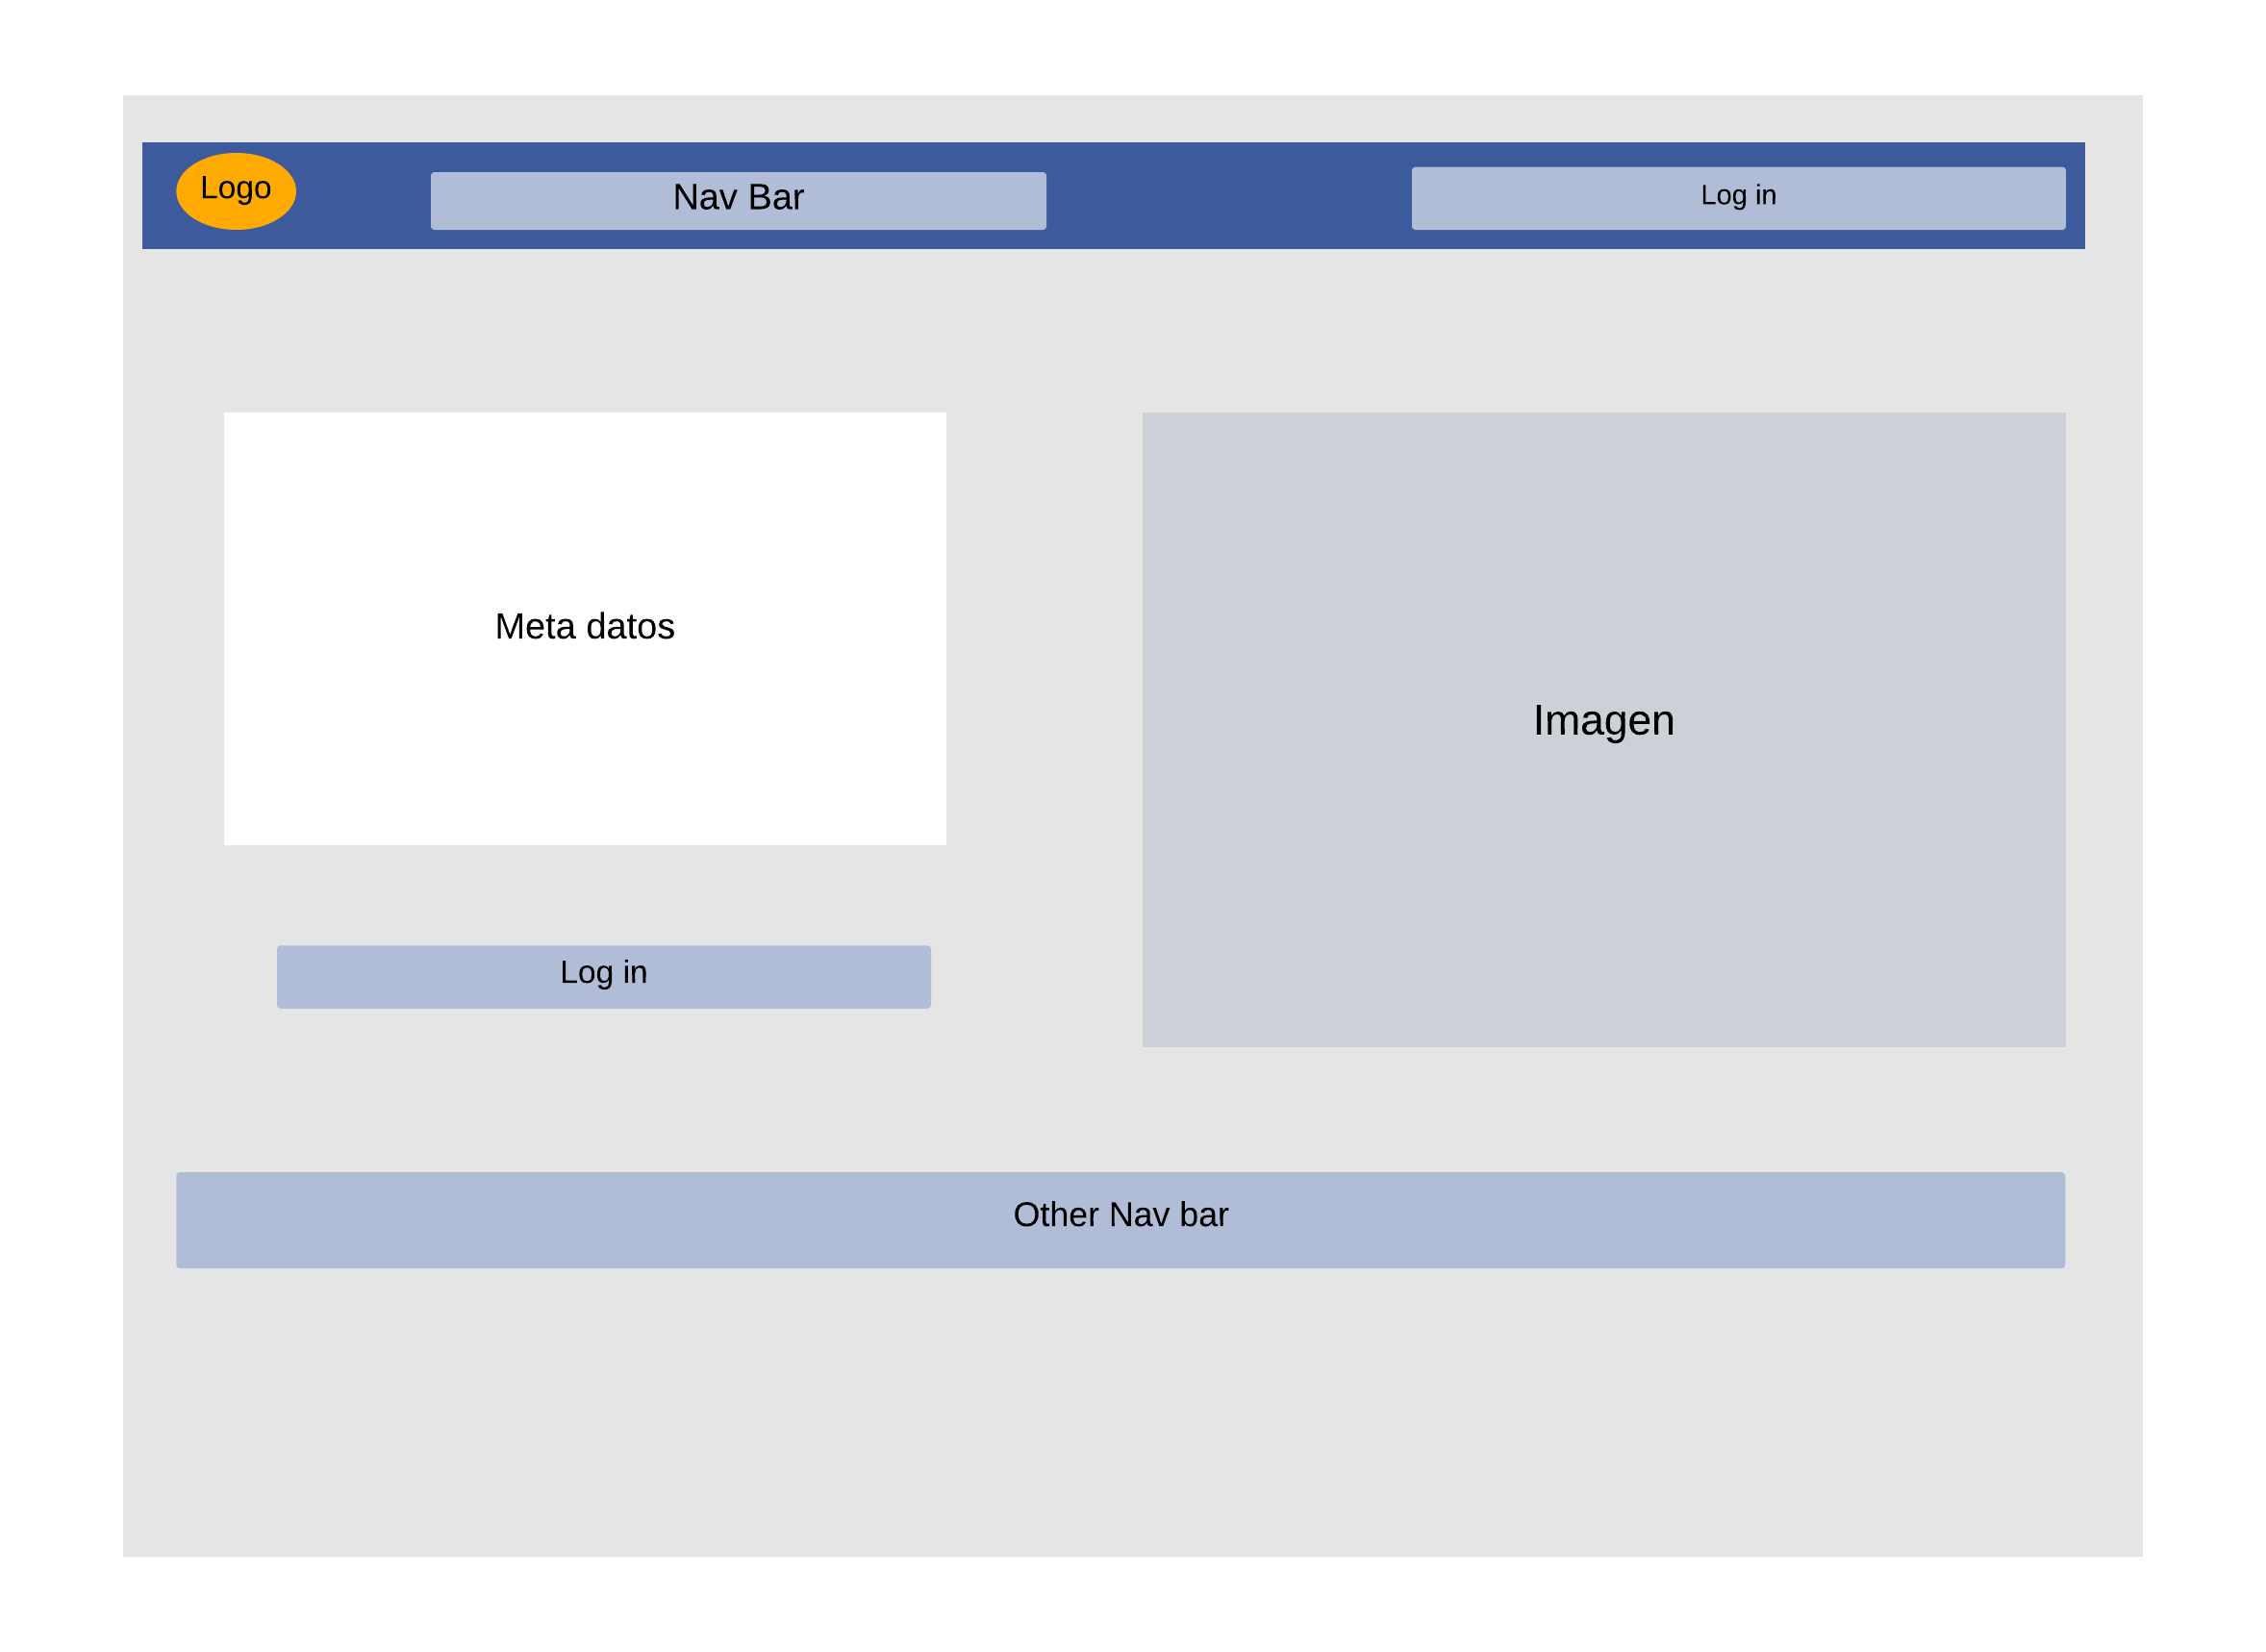 Logo
Nav Bar
Log in
Meta datos
Imagen
Log in
Other Nav bar